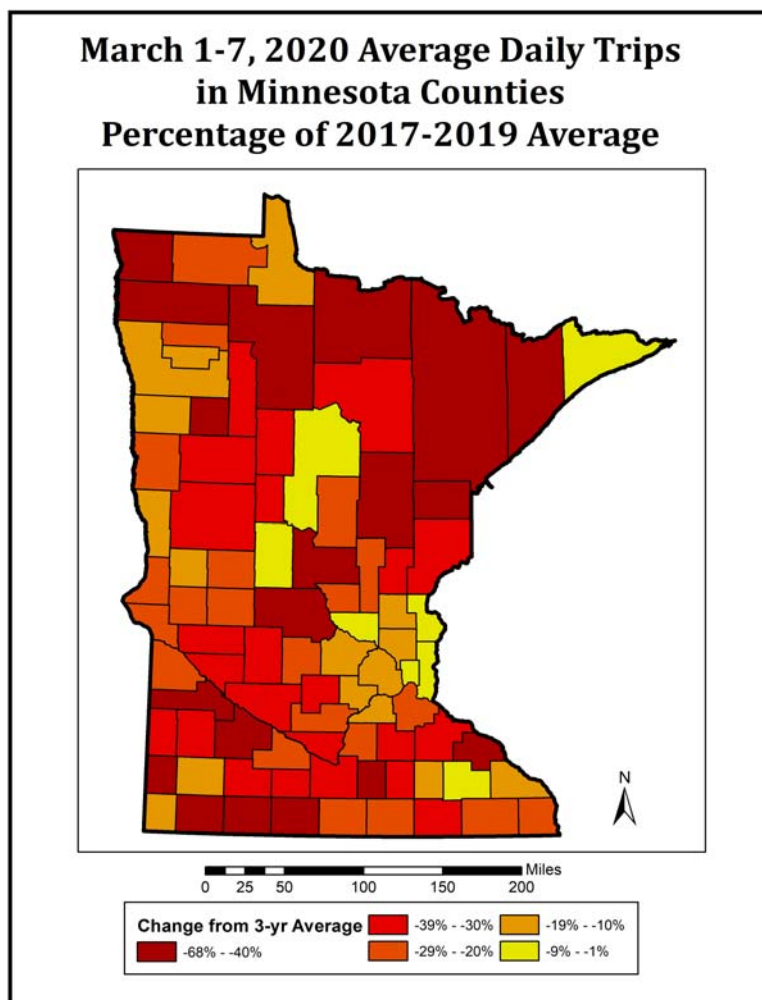 March 1-7, 2020 Average Daily Trips
in Minnesota Counties
Percentage of 2017-2019 Average
N
Miles
0 25 50 100 150 200
Change from 3-yr Average
-68% - -40%
-39% - -30%
-29% - -20%
-19% - -10%
-9% - -1%